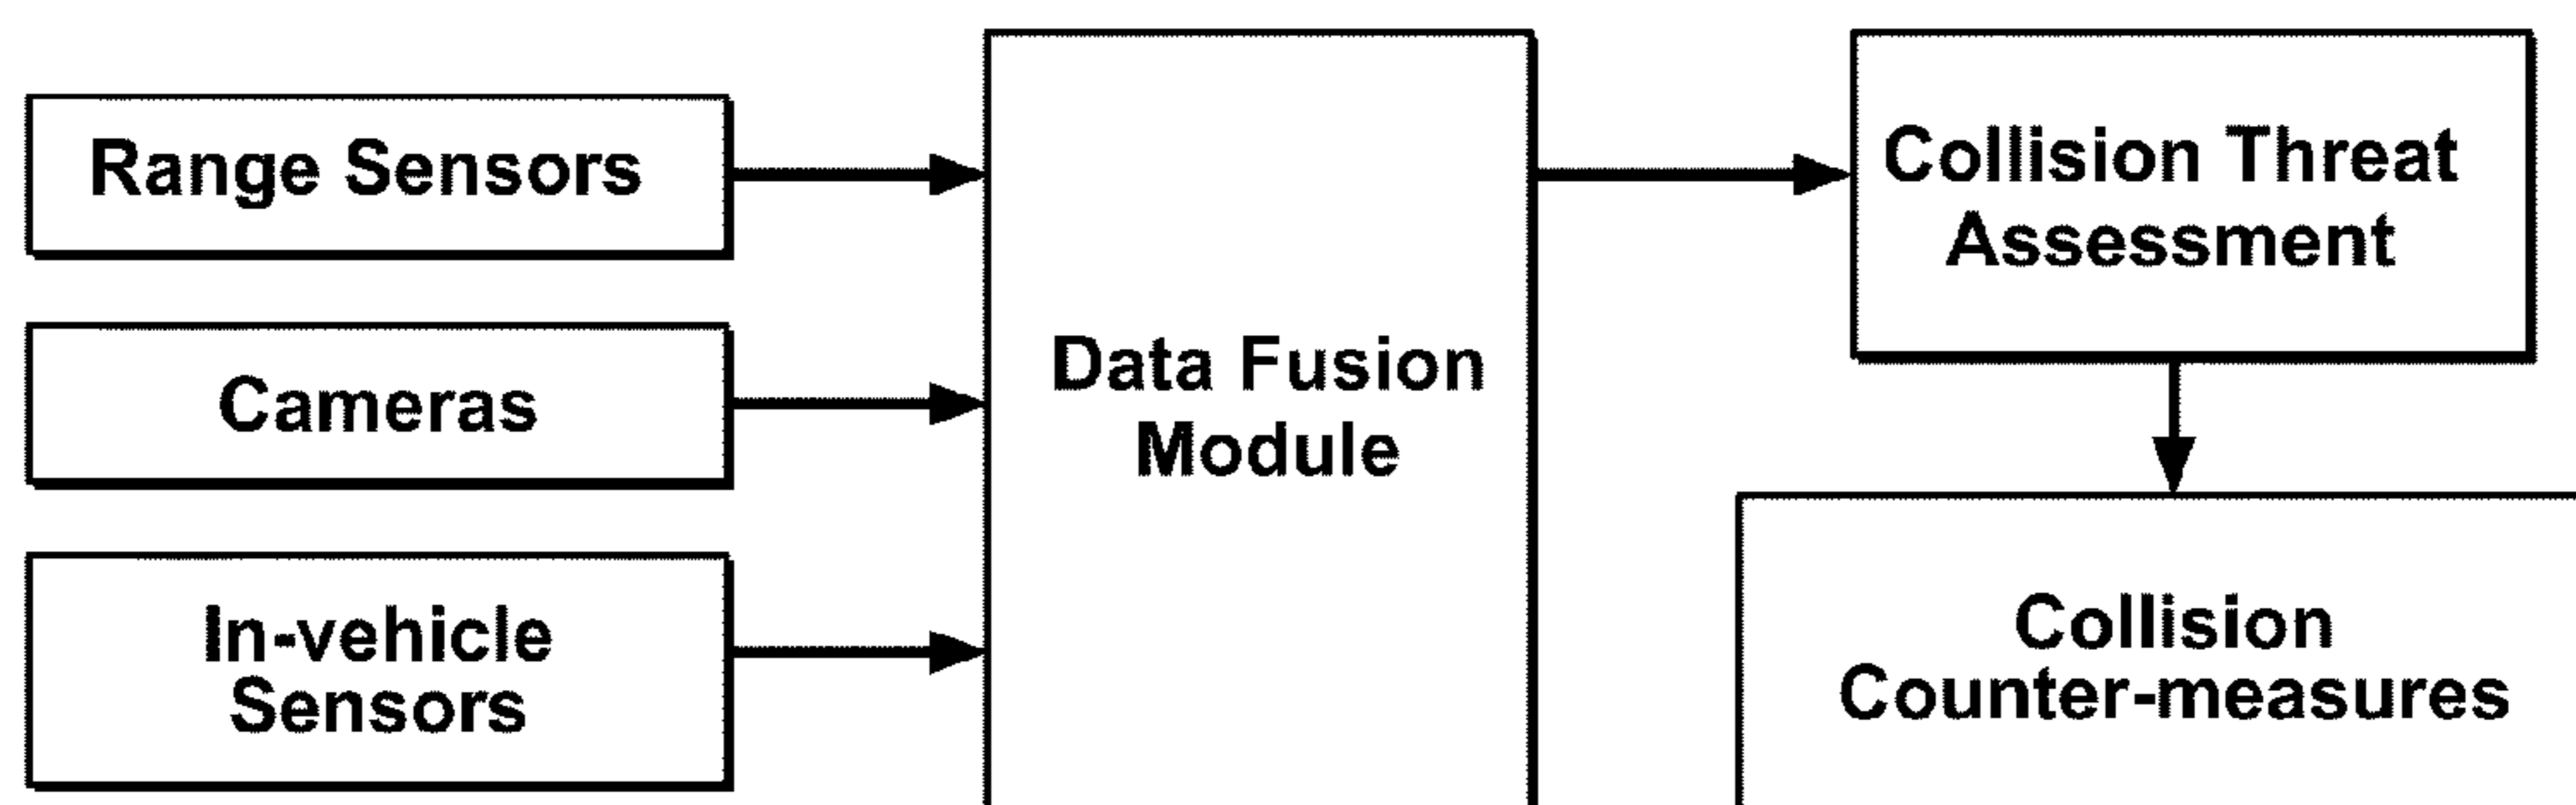 Range Sensors
Cameras
In-vehicle
Sensors
Data Fusion
Module
Collision Threat
Assessment
Collision
Counter-measures